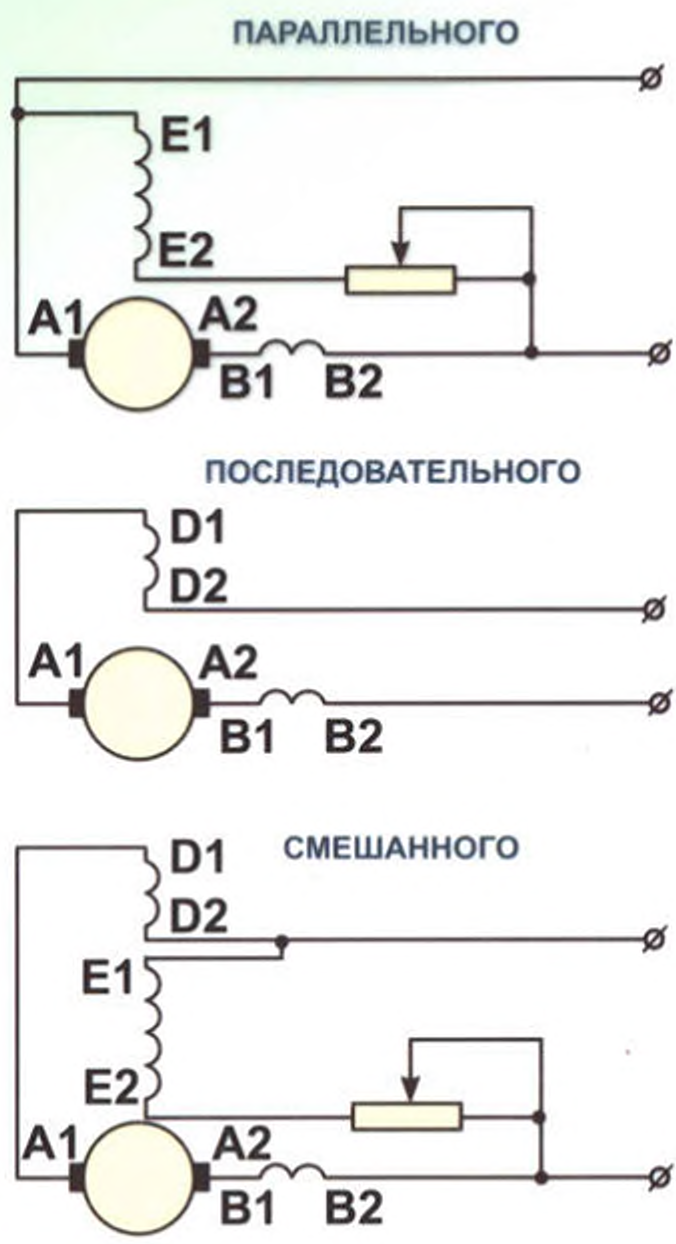 ПАРАЛЛЕЛЬНОГО
E1
E2
A1 A2
B1 B2
ПОСЛЕДОВАТЕЛЬНОГО
D1
D2
A1 A2
B1 B2
СМЕШАННОГО
D1
D2
E1
E2
A1 A2
B1 B2